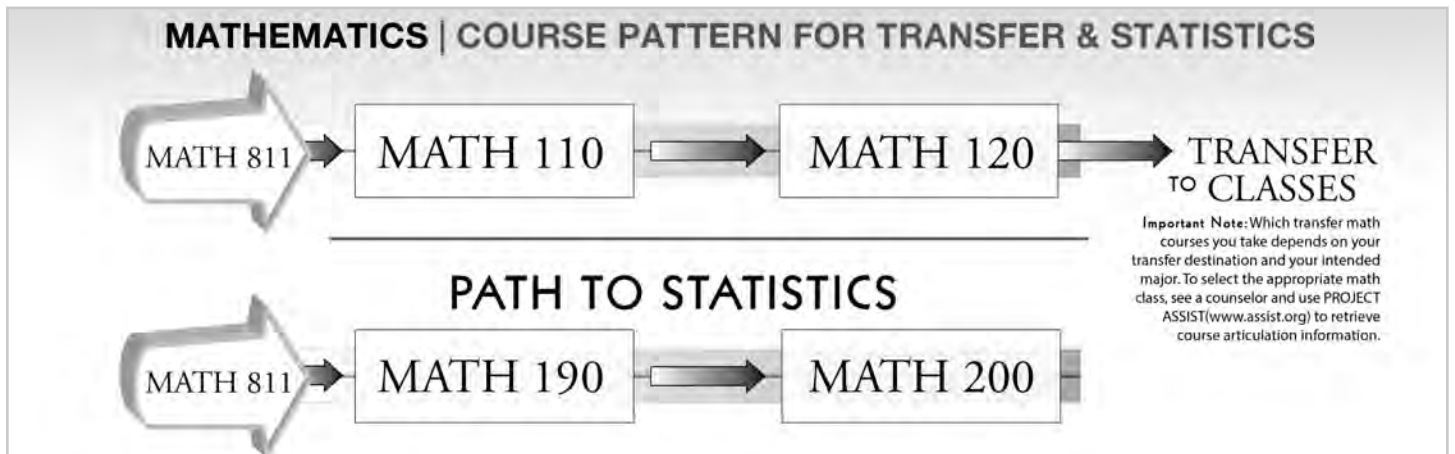 MATHEMATICS | COURSE PATTERN FOR TRANSFER & STATISTICS
MATH 811
MATH 110
MATH 120
TRANSFER
TO CLASSES
Important Note: Which transfer math
courses you take depends on your
transfer destination and your intended
major. To select the appropriate math
class, see a counselor and use PROJECT
ASSIST(www.assist.org) to retrieve
course articulation information.
PATH TO STATISTICS
MATH 811
MATH 190
MATH 200